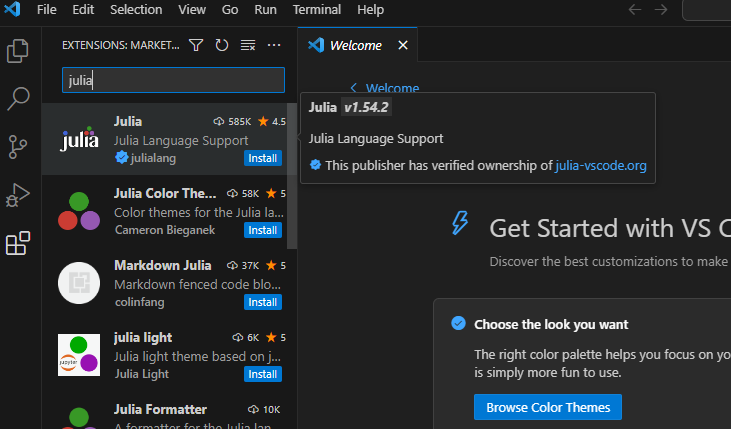 File Edit Selection View Go Run Terminal Help
EXTENSIONS: MARKET...
Welcome
julia
Welcome
Julia 585K 4.5
Julia Language Support
julialang Install
Julia v1.54.2
Julia Language Support
This publisher has verified ownership of julia-vscode.org
Julia Color The... 58K 5
Color themes for the Julia la...
Cameron Bieganek Install
Markdown Julia 37K 5
Markdown fenced code blo...
colinfang Install
julia light 6K 5
Julia light theme based on j...
Julia Light Install
Julia Formatter 10K
A formatter for the Julia lan
Get Started with VS C
Discover the best customizations to make
Choose the look you want
The right color palette helps you focus on yo
is simply more fun to use.
Browse Color Themes
julia
jupyter